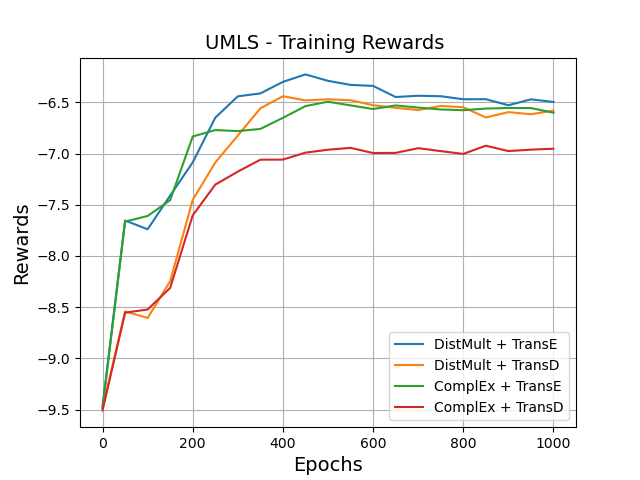 UMLS - Training Rewards
Rewards
−6.5
−7.0
−7.5
−8.0
−8.5
−9.0
−9.5
DistMult + TransE
DistMult + TransD
ComplEx + TransE
ComplEx + TransD
0 200 400 600 800 1000
Epochs